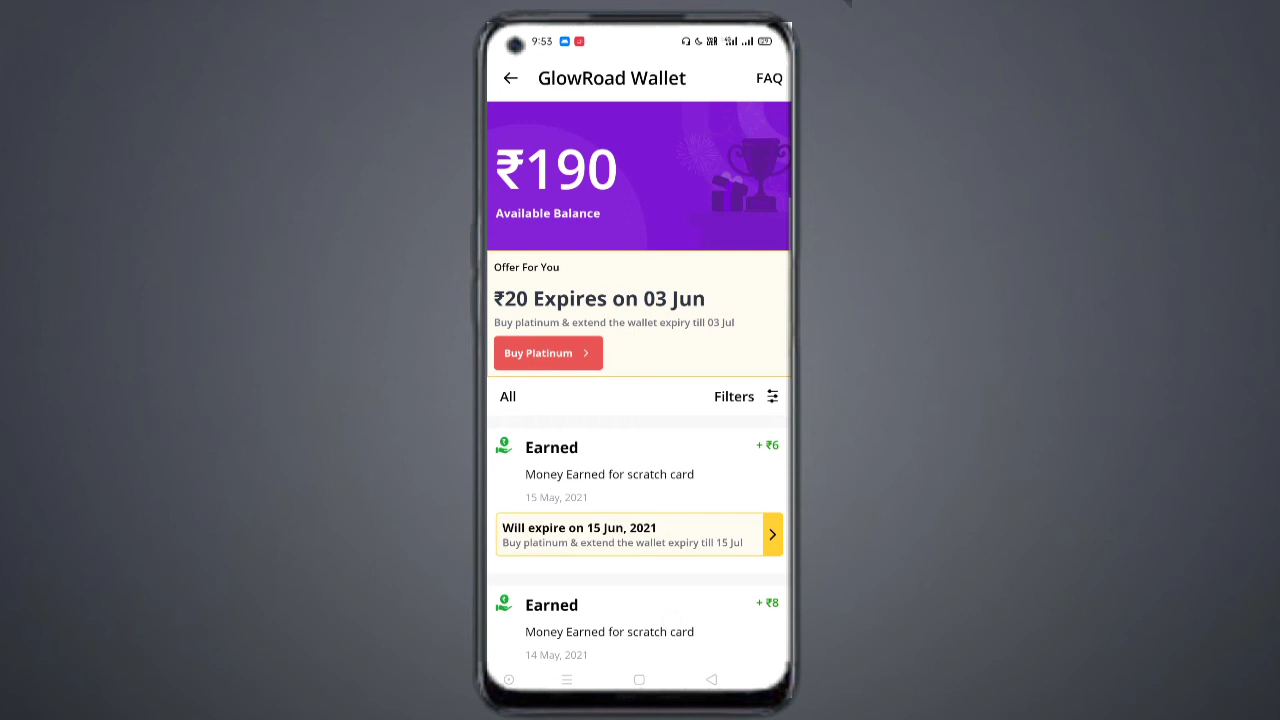 9:53
GlowRoad Wallet
FAQ
₹190
Available Balance
Offer For You
₹20 Expires on 03 Jun
Buy platinum & extend the wallet expiry till 03 Jul
Buy Platinum
All
Filters
Earned
+ ₹6
Money Earned for scratch card
15 May, 2021
Will expire on 15 Jun, 2021
Buy platinum & extend the wallet expiry till 15 Jul
Earned
+ ₹8
Money Earned for scratch card
14 May, 2021